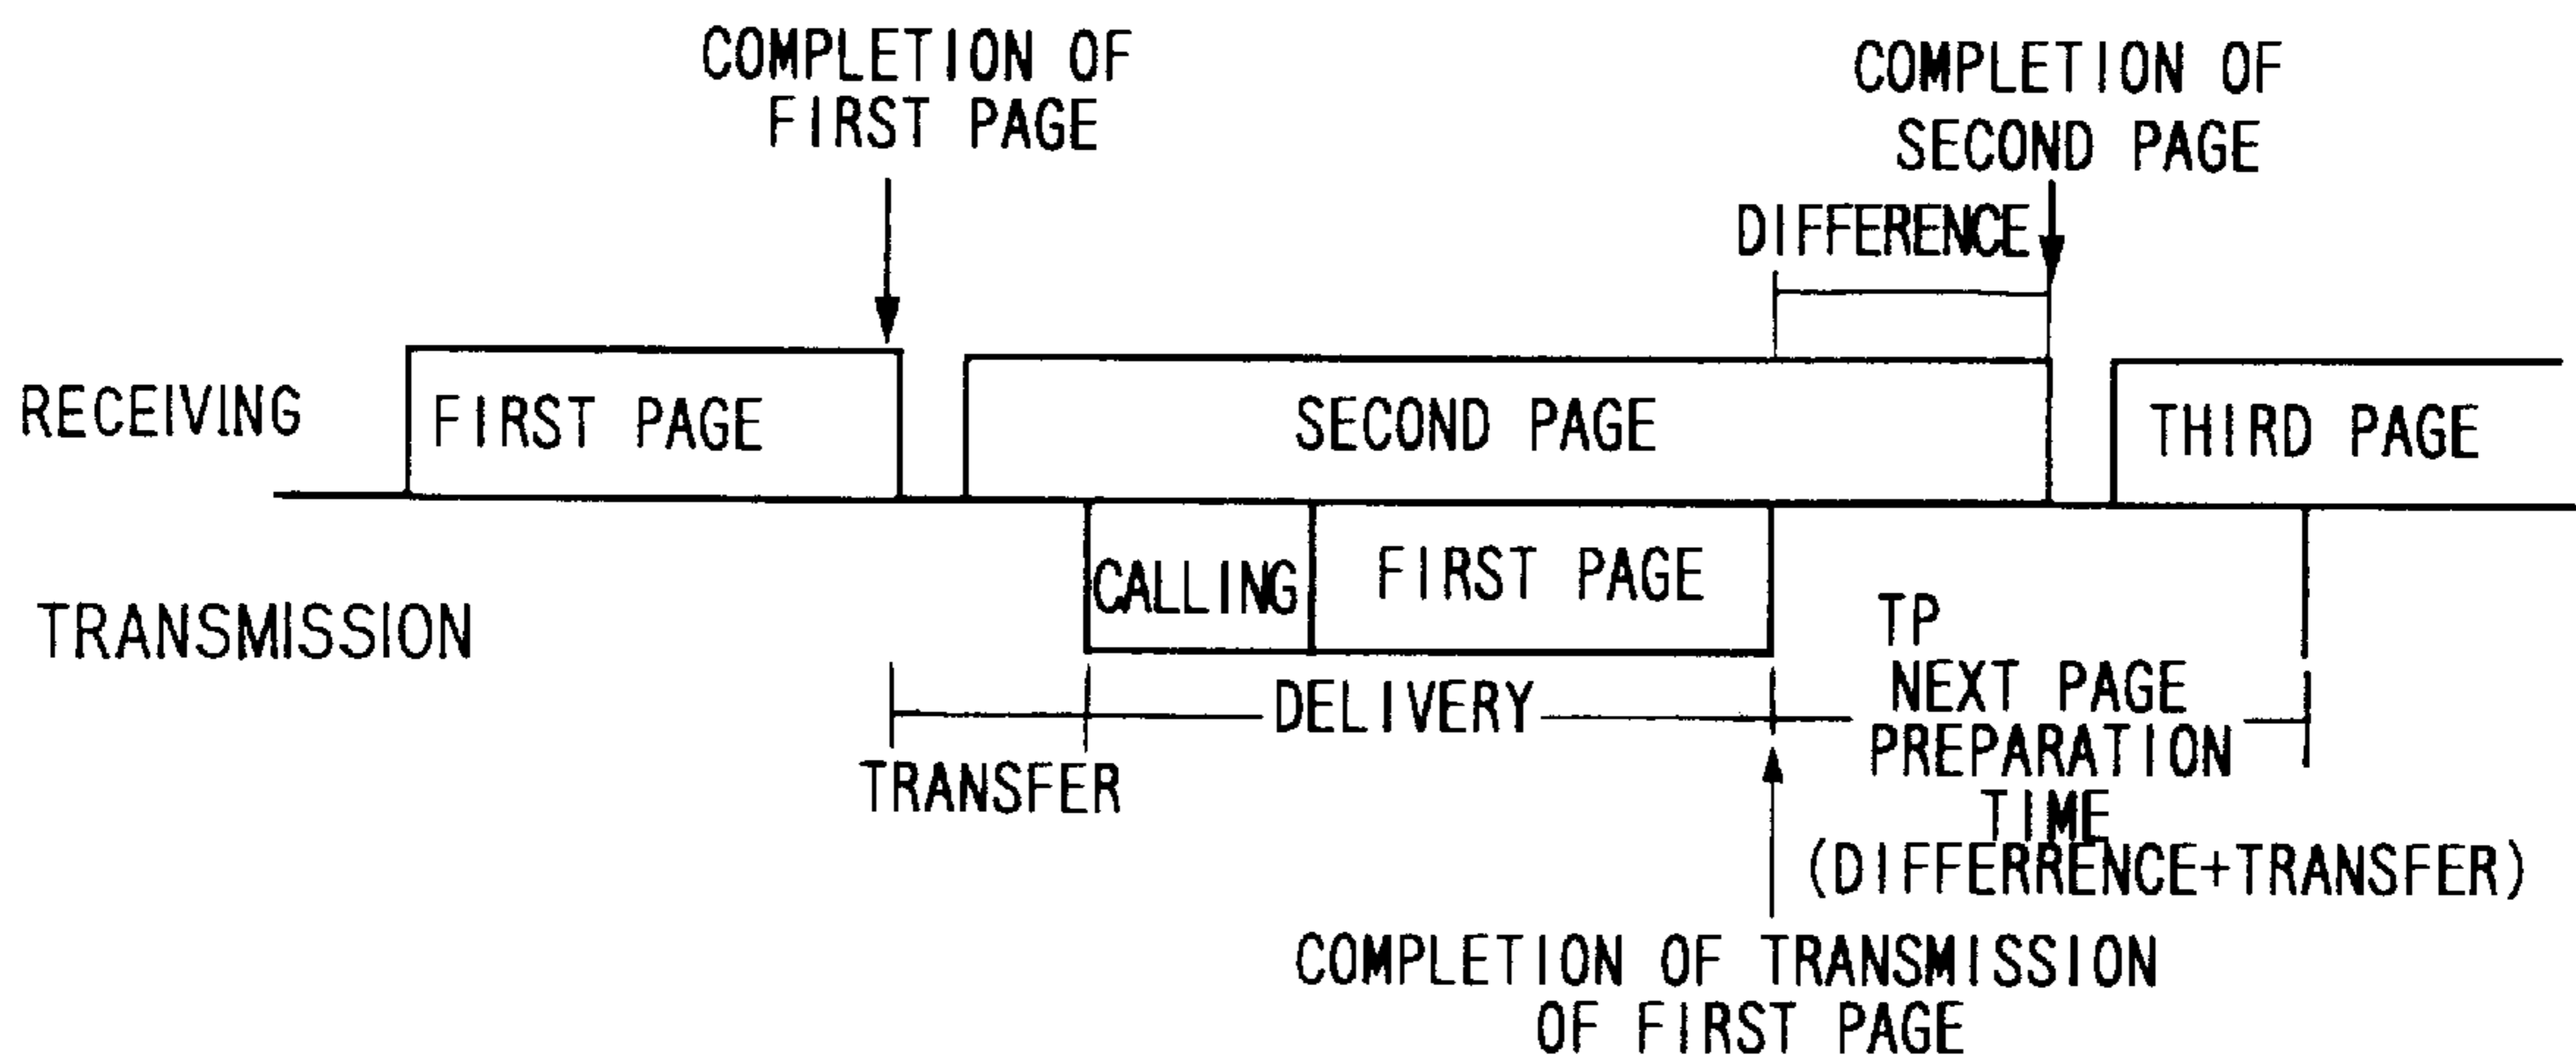 COMPLETION OF
FIRST PAGE
COMPLETION OF
SECOND PAGE
DIFFERENCE
RECEIVING
FIRST PAGE
SECOND PAGE
THIRD PAGE
TRANSMISSION
CALLING
FIRST PAGE
TRANSFER
DELIVERY
TP
NEXT PAGE
PREPARATION
TIME
(DIFFERRENCE+TRANSFER)
COMPLETION OF TRANSMISSION
OF FIRST PAGE